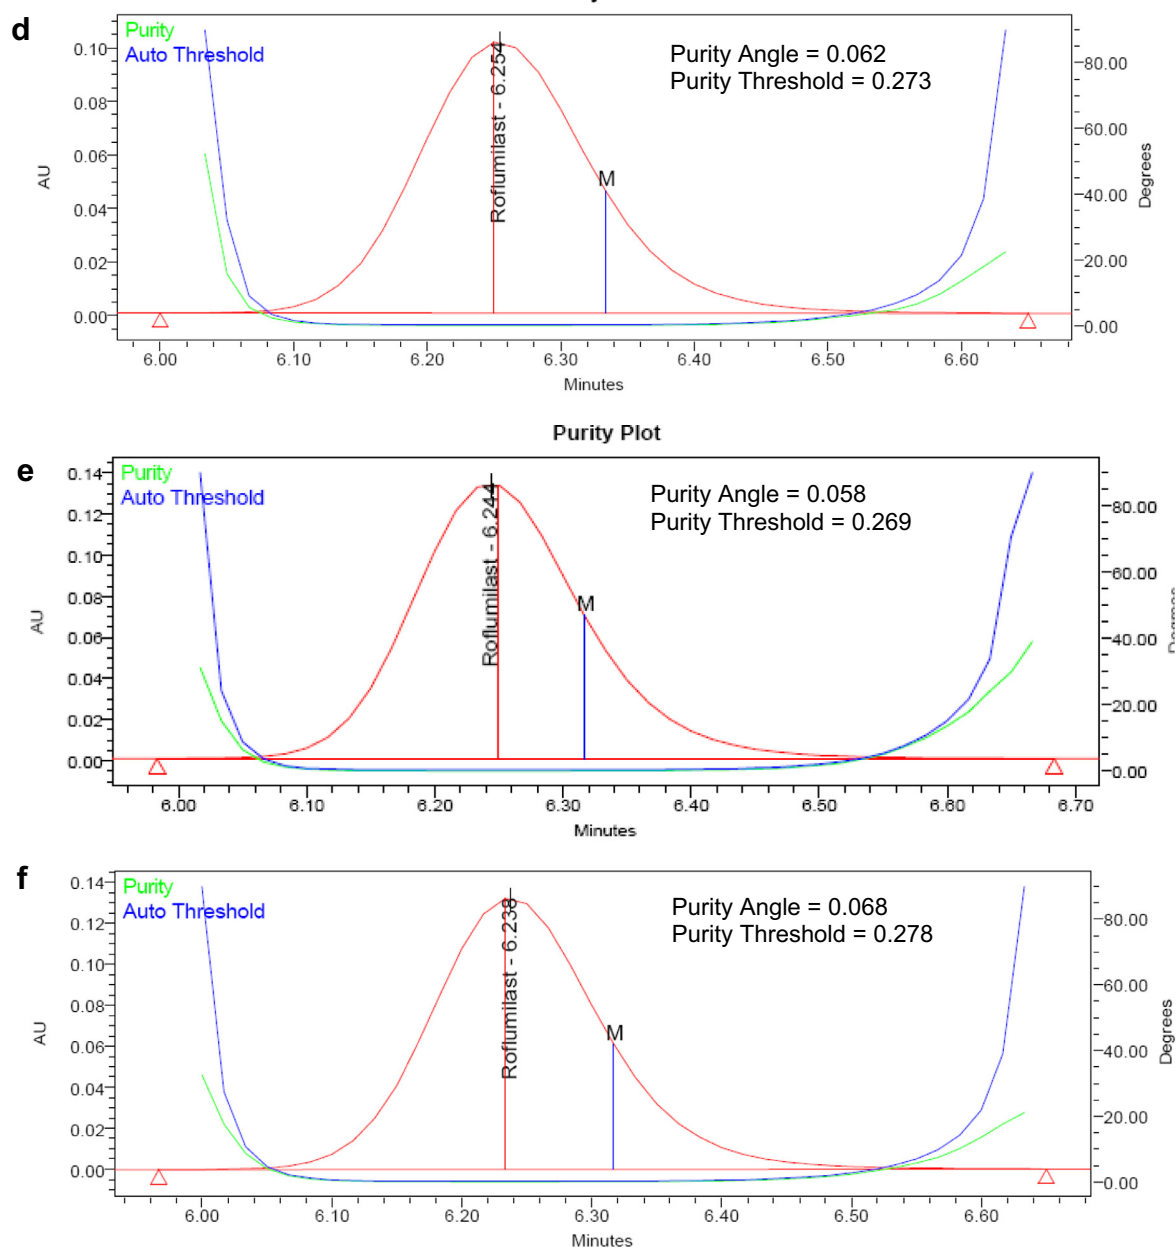 d
Purity
Auto Threshold
Purity Angle = 0.062
Purity Threshold = 0.273
Roflumilast - 6.254
M
AU
0.10
0.08
0.06
0.04
0.02
0.00
80.00
60.00
40.00
20.00
0.00
Degrees
6.00 6.10 6.20 6.30 6.40 6.50 6.60
Minutes
Purity Plot
e
Purity
Auto Threshold
Purity Angle = 0.058
Purity Threshold = 0.269
Roflumilast - 6.244
M
AU
0.14
0.12
0.10
0.08
0.06
0.04
0.02
0.00
80.00
60.00
40.00
20.00
0.00
Degrees
6.00 6.10 6.20 6.30 6.40 6.50 6.60 6.70
Minutes
f
Purity
Auto Threshold
Purity Angle = 0.068
Purity Threshold = 0.278
Roflumilast - 6.238
M
AU
0.14
0.12
0.10
0.08
0.06
0.04
0.02
0.00
80.00
60.00
40.00
20.00
0.00
Degrees
6.00 6.10 6.20 6.30 6.40 6.50 6.60
Minutes